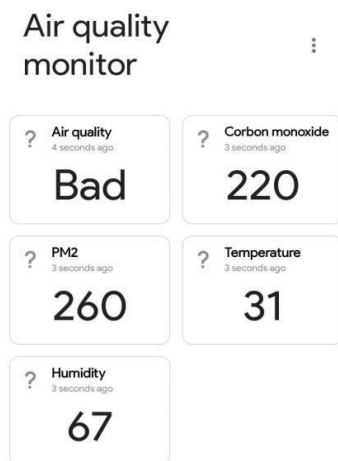 Air quality
monitor
? Air quality
4 seconds ago
Bad
? Corbon monoxide
3 seconds ago
220
? PM2
3 seconds ago
260
? Temperature
3 seconds ago
31
? Humidity
3 seconds ago
67